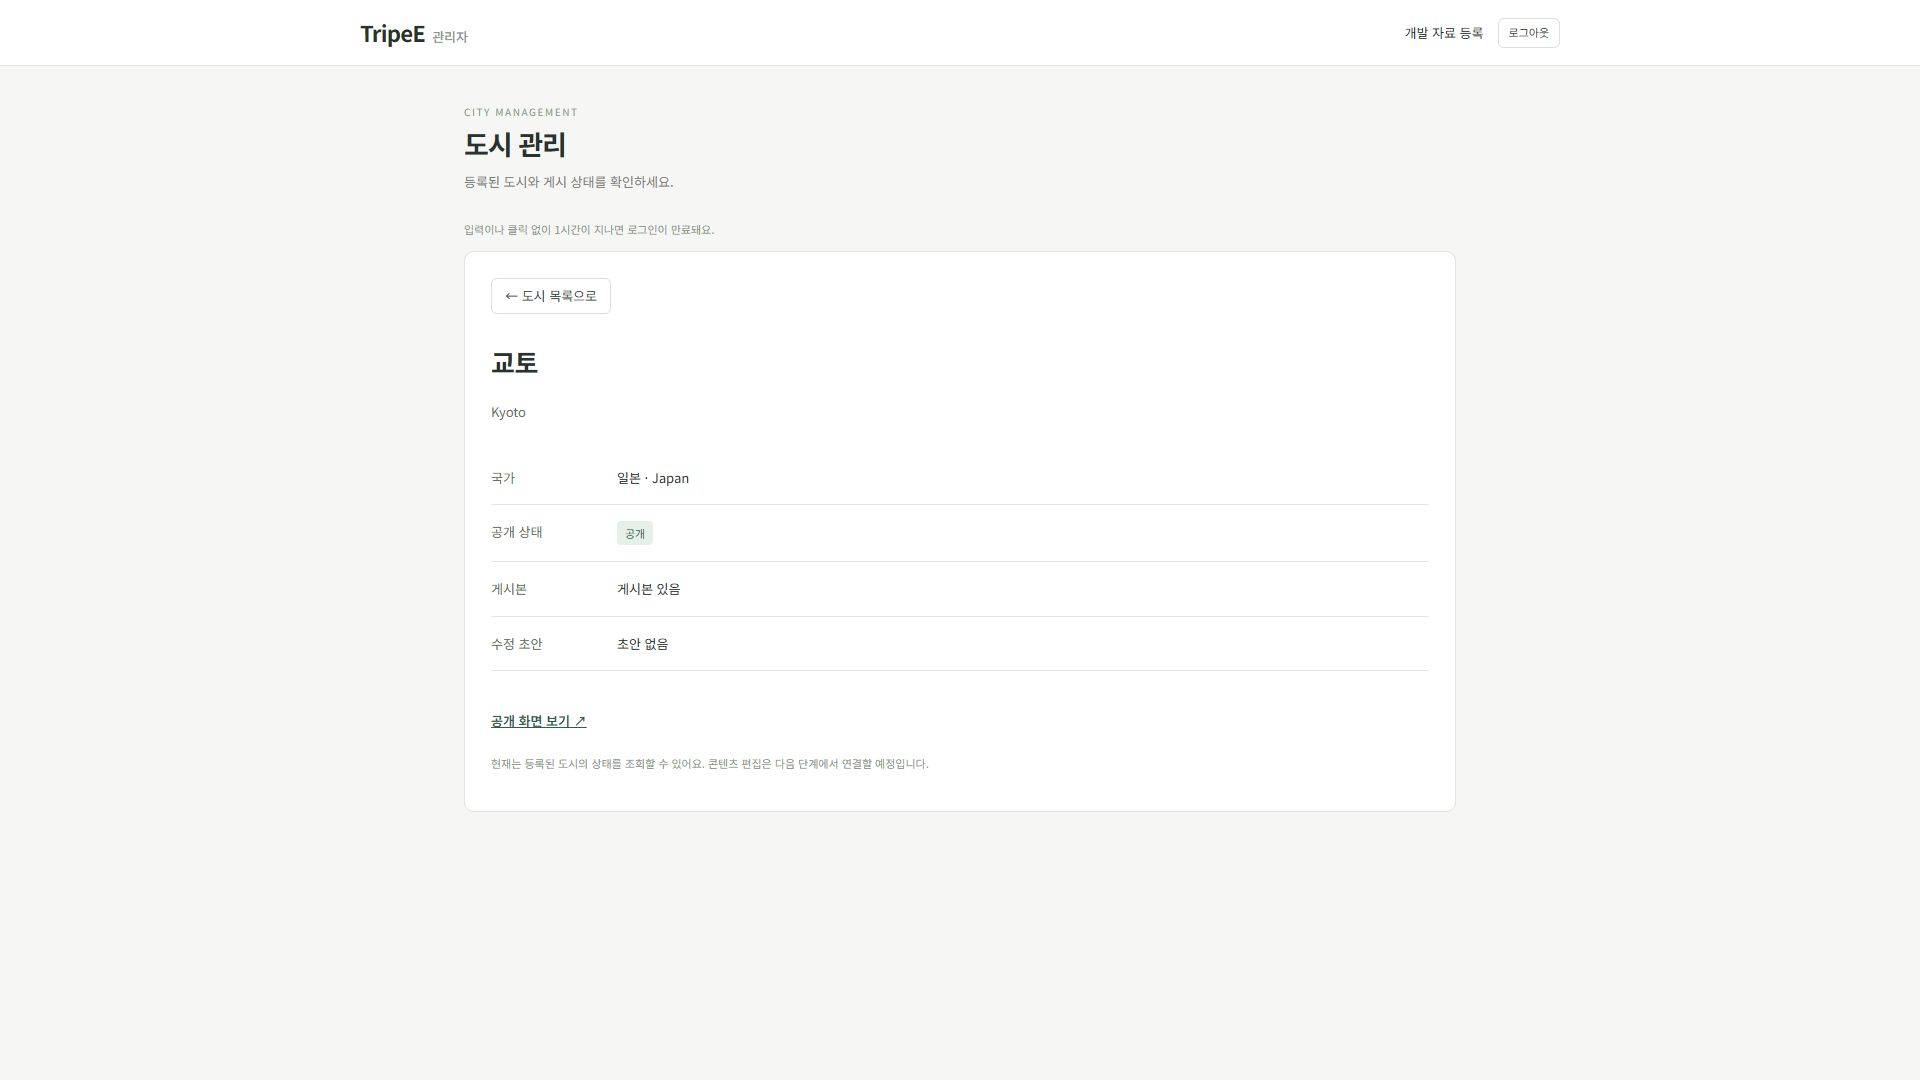 TripeE 관리자
개발 자료 등록
로그아웃
CITY MANAGEMENT
도시 관리
등록된 도시와 게시 상태를 확인하세요.
입력이나 클릭 없이 1시간이 지나면 로그인이 만료돼요.
← 도시 목록으로
교토
Kyoto
국가 일본 · Japan
공개 상태 공개
게시본 게시본 있음
수정 초안 초안 없음
공개 화면 보기 ↗
현재는 등록된 도시의 상태를 조회할 수 있어요. 콘텐츠 편집은 다음 단계에서 연결할 예정입니다.